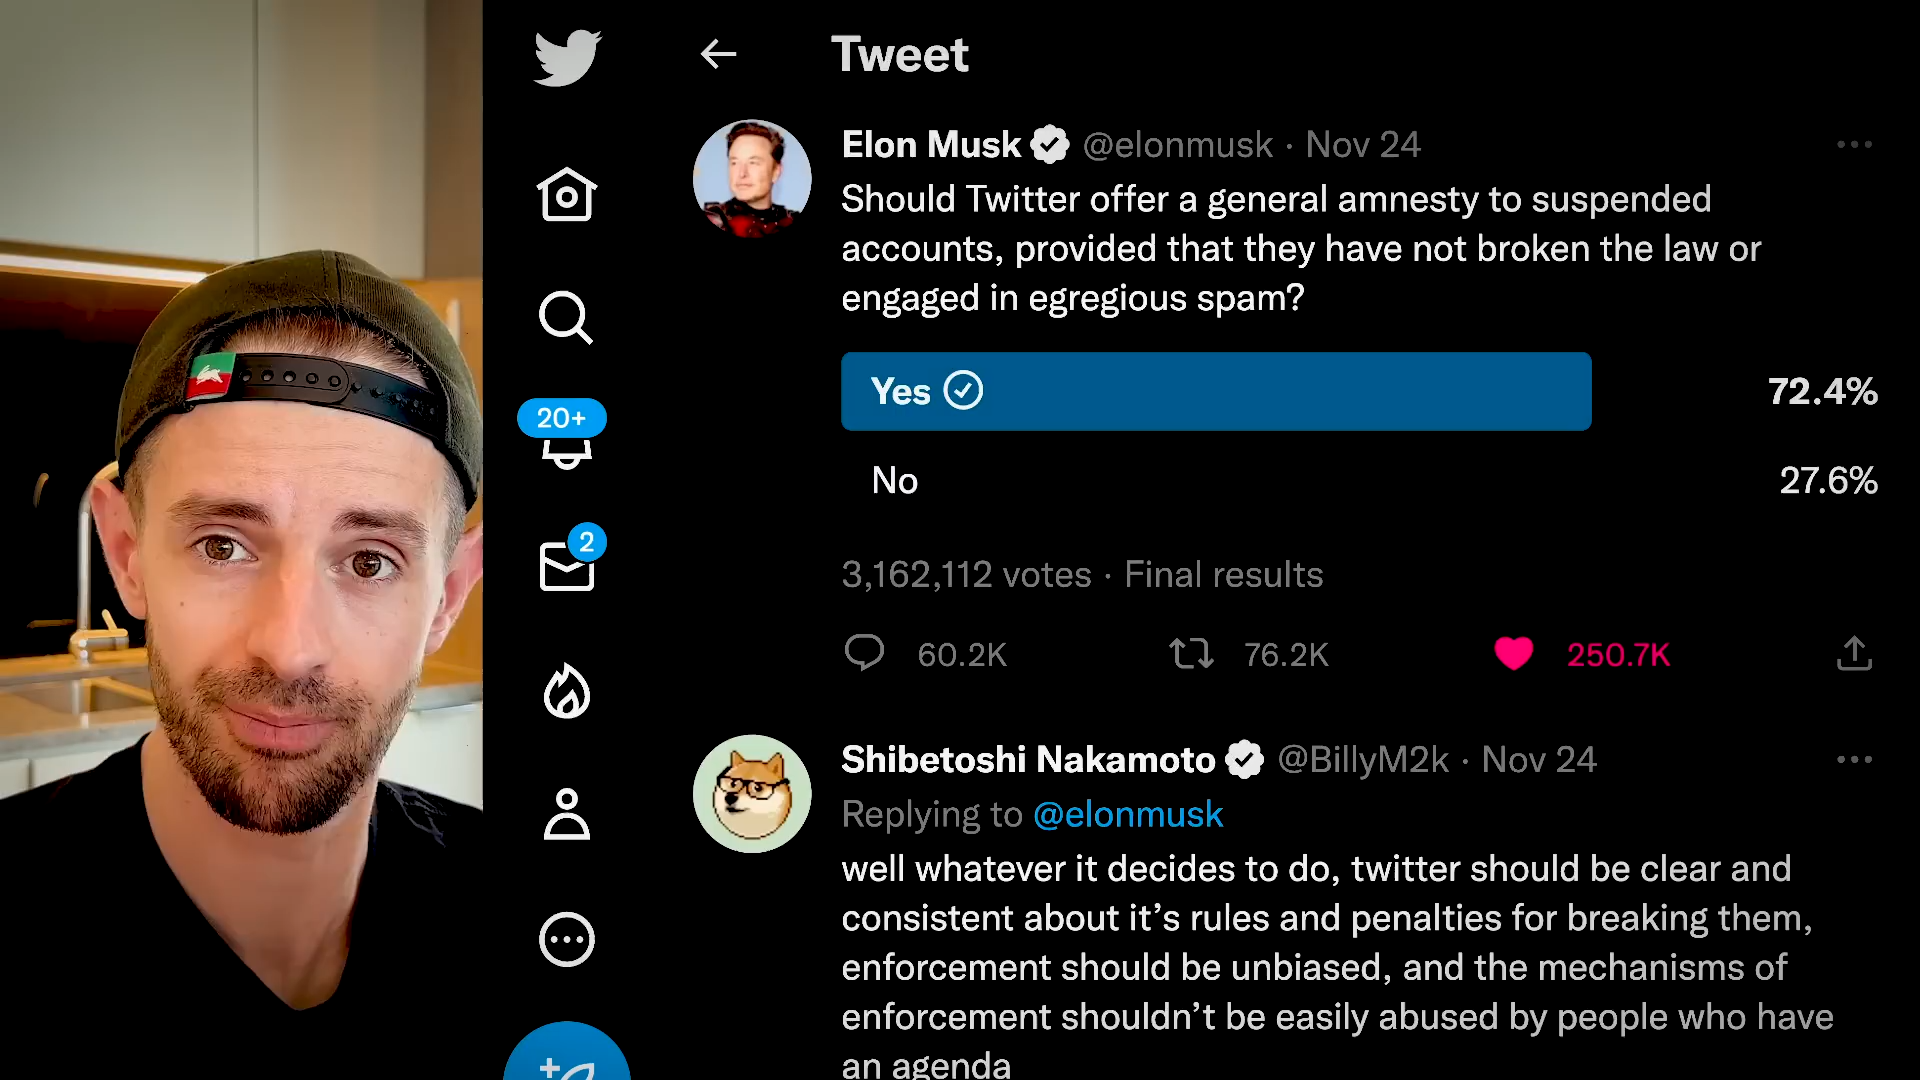 Tweet
Elon Musk @elonmusk · Nov 24
Should Twitter offer a general amnesty to suspended
accounts, provided that they have not broken the law or
engaged in egregious spam?
Yes 72.4%
No 27.6%
3,162,112 votes · Final results
60.2K 76.2K 250.7K
20+
2
Shibetoshi Nakamoto @BillyM2k · Nov 24
Replying to @elonmusk
well whatever it decides to do, twitter should be clear and
consistent about it’s rules and penalties for breaking them,
enforcement should be unbiased, and the mechanisms of
enforcement shouldn’t be easily abused by people who have
an agenda